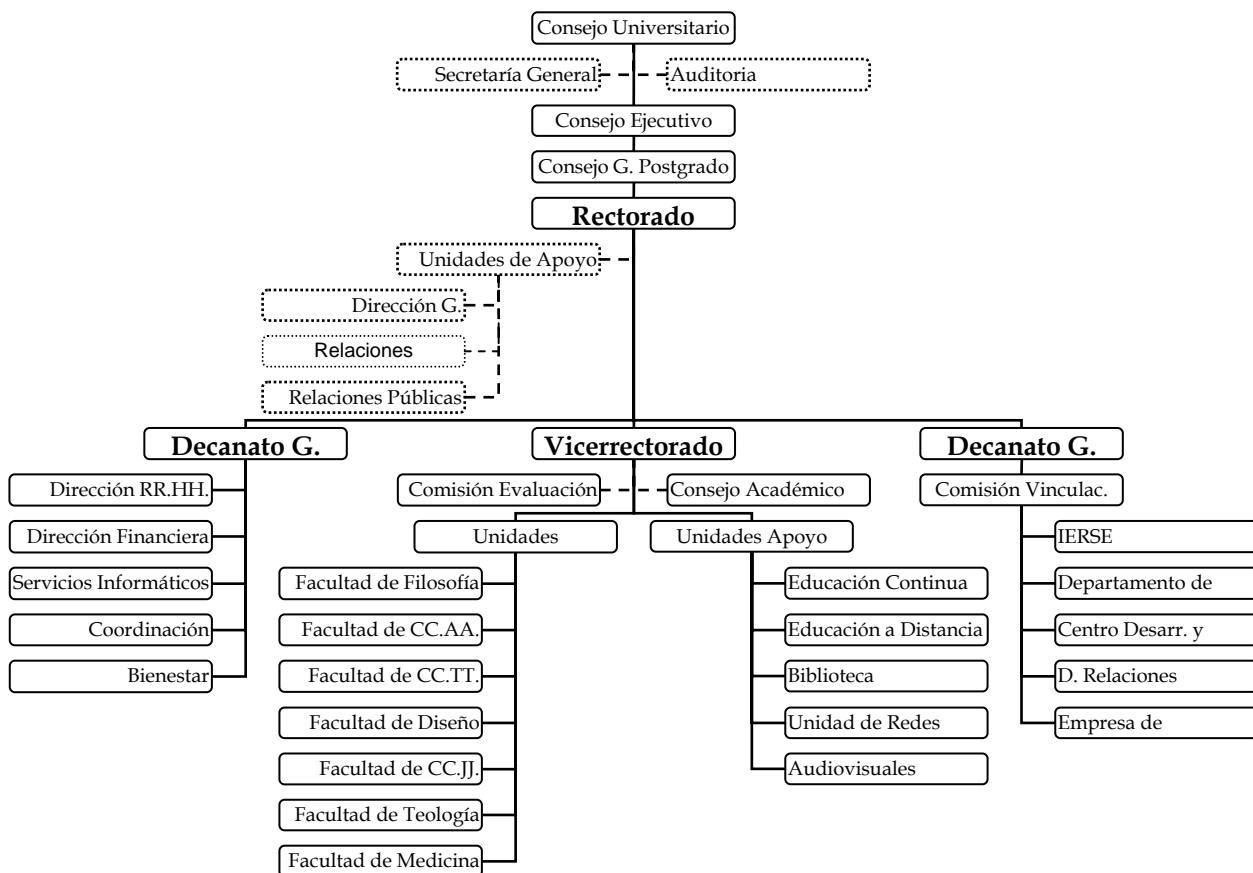 Consejo Universitario
Secretaría General
Auditoria
Consejo Ejecutivo
Consejo G. Postgrado
Rectorado
Unidades de Apoyo
Dirección G.
Relaciones
Relaciones Públicas
Decanato G.
Vicerrectorado
Decanato G.
Dirección RR.HH.
Dirección Financiera
Servicios Informáticos
Coordinación
Bienestar
Comisión Evaluación
Consejo Académico
Unidades
Facultad de Filosofía
Facultad de CC.AA.
Facultad de CC.TT.
Facultad de Diseño
Facultad de CC.JJ.
Facultad de Teología
Facultad de Medicina
Unidades Apoyo
Educación Continua
Educación a Distancia
Biblioteca
Unidad de Redes
Audiovisuales
Comisión Vinculac.
IERSE
Departamento de
Centro Desarr. y
D. Relaciones
Empresa de